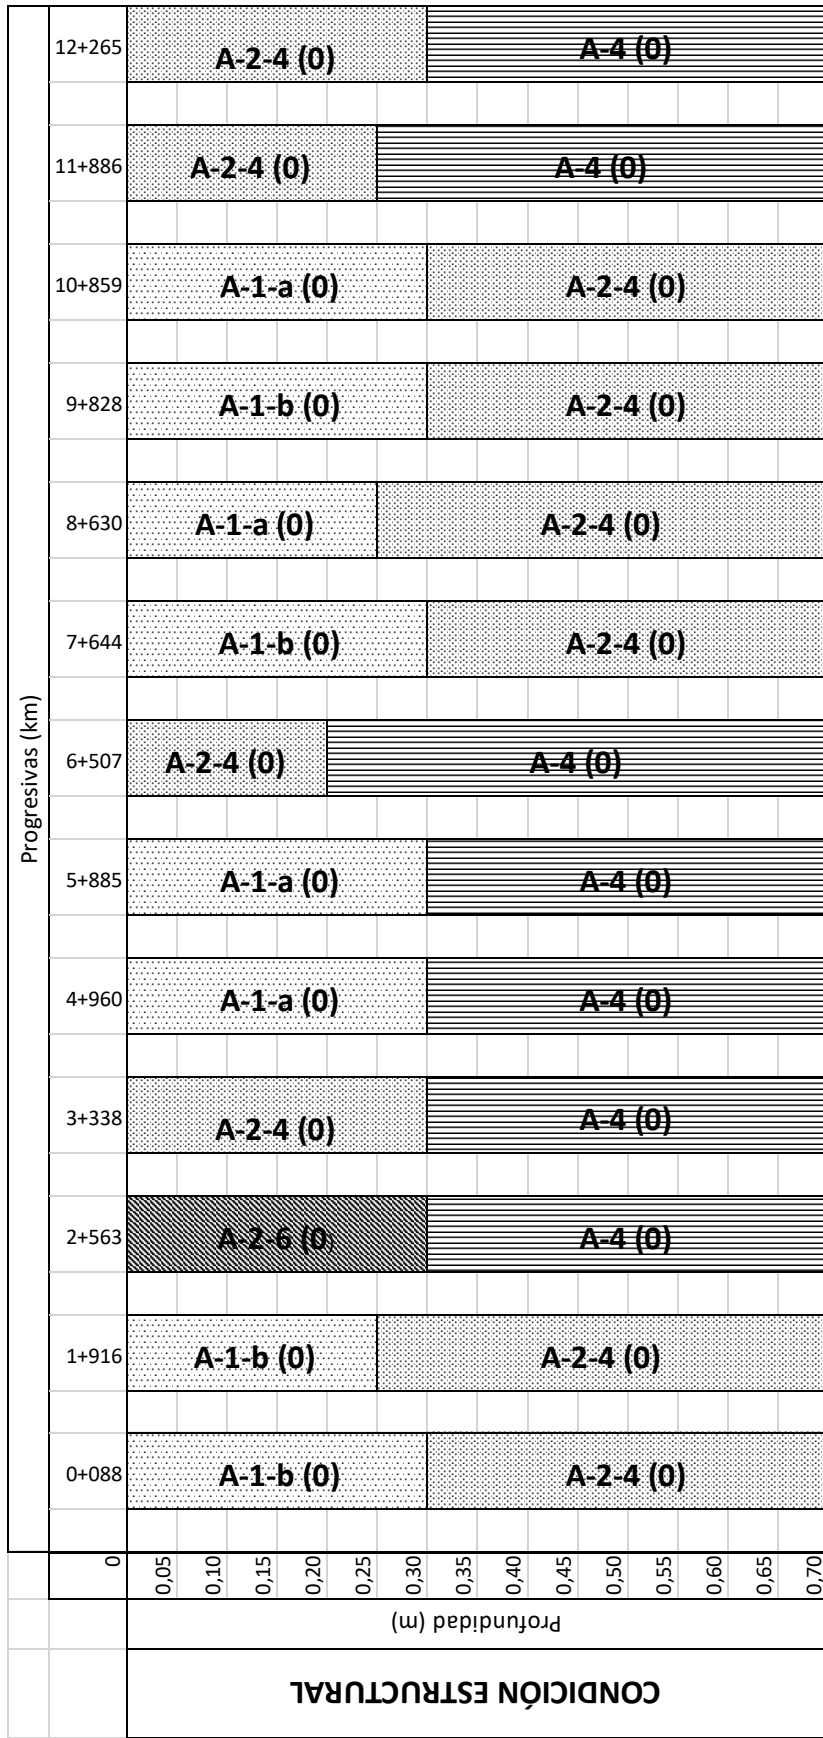 Progresivas (km)
12+265
A-2-4 (0)
A-4 (0)
11+886
A-2-4 (0)
A-4 (0)
10+859
A-1-a (0)
A-2-4 (0)
9+828
A-1-b (0)
A-2-4 (0)
8+630
A-1-a (0)
A-2-4 (0)
7+644
A-1-b (0)
A-2-4 (0)
6+507
A-2-4 (0)
A-4 (0)
5+885
A-1-a (0)
A-4 (0)
4+960
A-1-a (0)
A-4 (0)
3+338
A-2-4 (0)
A-4 (0)
2+563
A-2-6 (0)
A-4 (0)
1+916
A-1-b (0)
A-2-4 (0)
0+088
A-1-b (0)
A-2-4 (0)
0
0,05
0,10
0,15
0,20
0,25
0,30
0,35
0,40
0,45
0,50
0,55
0,60
0,65
0,70
Profundidad (m)
CONDICIÓN ESTRUCTURAL